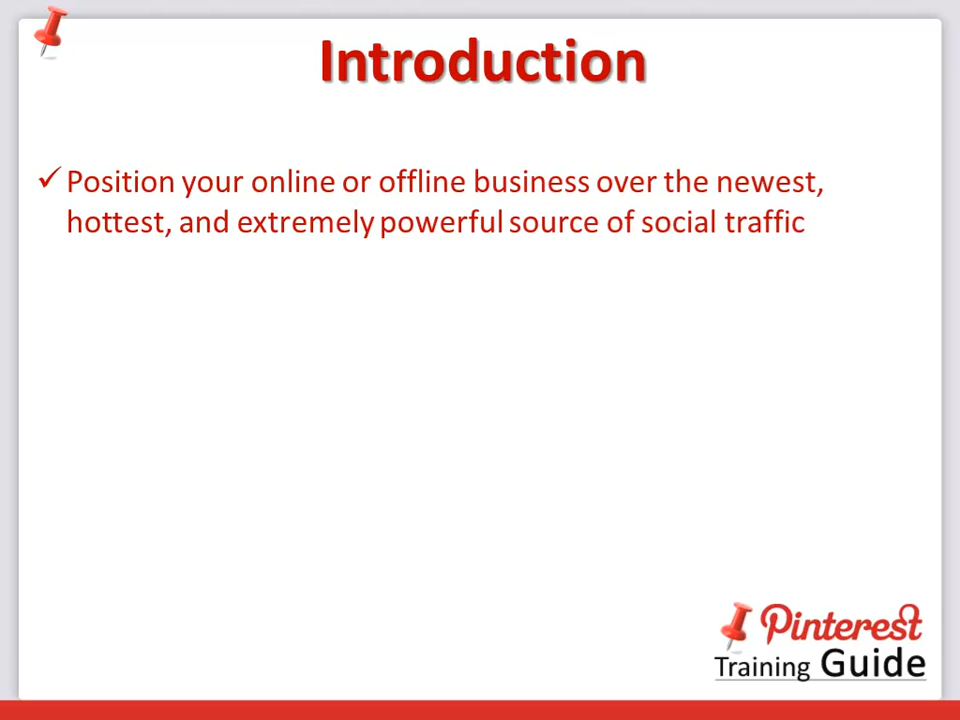 Introduction
Position your online or offline business over the newest,
hottest, and extremely powerful source of social traffic
Pinterest
Training Guide